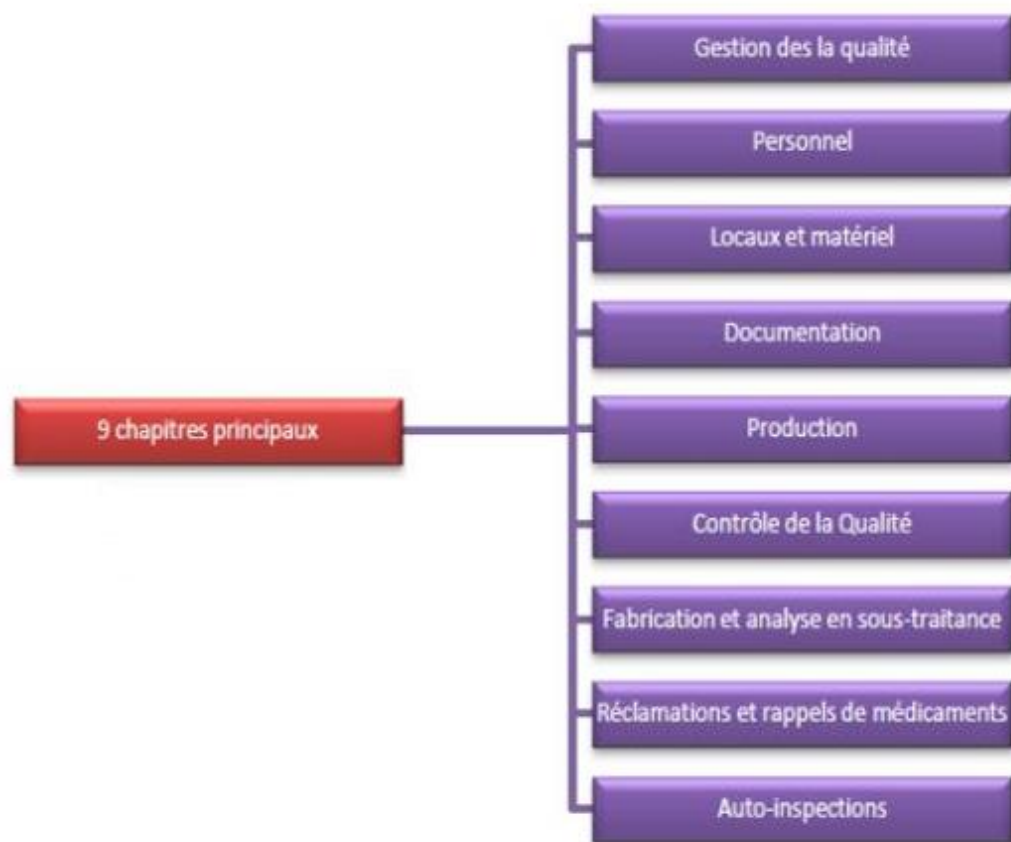 Gestion des la qualité
Personnel
Locaux et matériel
Documentation
9 chapitres principaux
Production
Contrôle de la Qualité
Fabrication et analyse en sous-traitance
Réclamations et rappels de médicaments
Auto-inspections